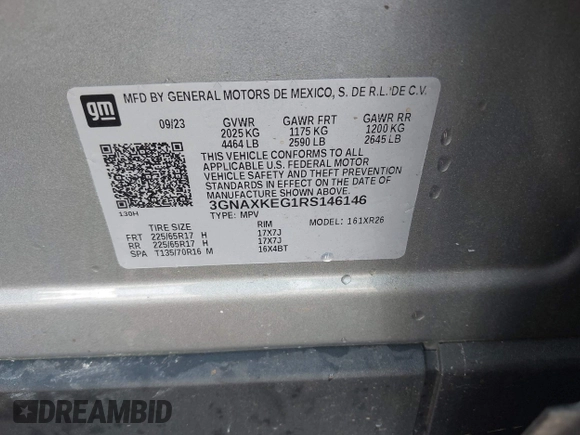 gm
MFD BY GENERAL MOTORS DE MEXICO, S. DE R.L. DE C.V.
09/23 GVWR GAWR FRT GAWR RR
2025 KG 1175 KG 1200 KG
4464 LB 2590 LB 2645 LB
THIS VEHICLE CONFORMS TO ALL
APPLICABLE U.S. FEDERAL MOTOR
VEHICLE SAFETY AND THEFT PREVENTION
STANDARDS IN EFFECT ON THE DATE OF
MANUFACTURE SHOWN ABOVE.
3GNAXKEG1RS146146
130H TYPE: MPV MODEL: 161XR26
TIRE SIZE RIM
FRT 225/65R17 H 17X7J
RR 225/65R17 H 17X7J
SPA T135/70R16 M 16X4BT
DREAMBID